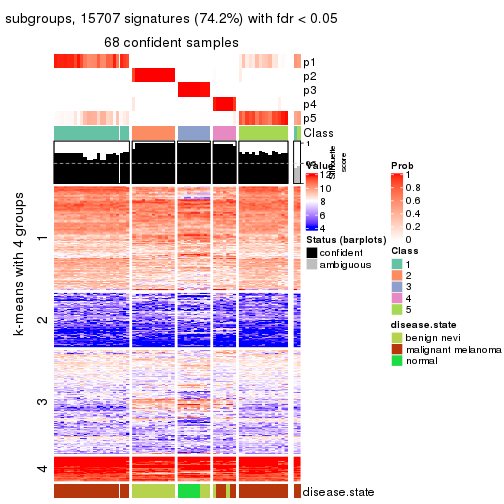 subgroups, 15707 signatures (74.2%) with fdr < 0.05
68 confident samples
p1
p2
p3
p4
p5
Class
1
Silhouette
score
k-means with 4 groups
1
2
3
4
disease.state
Value
12
10
8
6
4
Status (barplots)
confident
ambiguous
Prob
1
0.8
0.6
0.4
0.2
0
Class
1
2
3
4
5
disease.state
benign nevi
malignant melanoma
normal